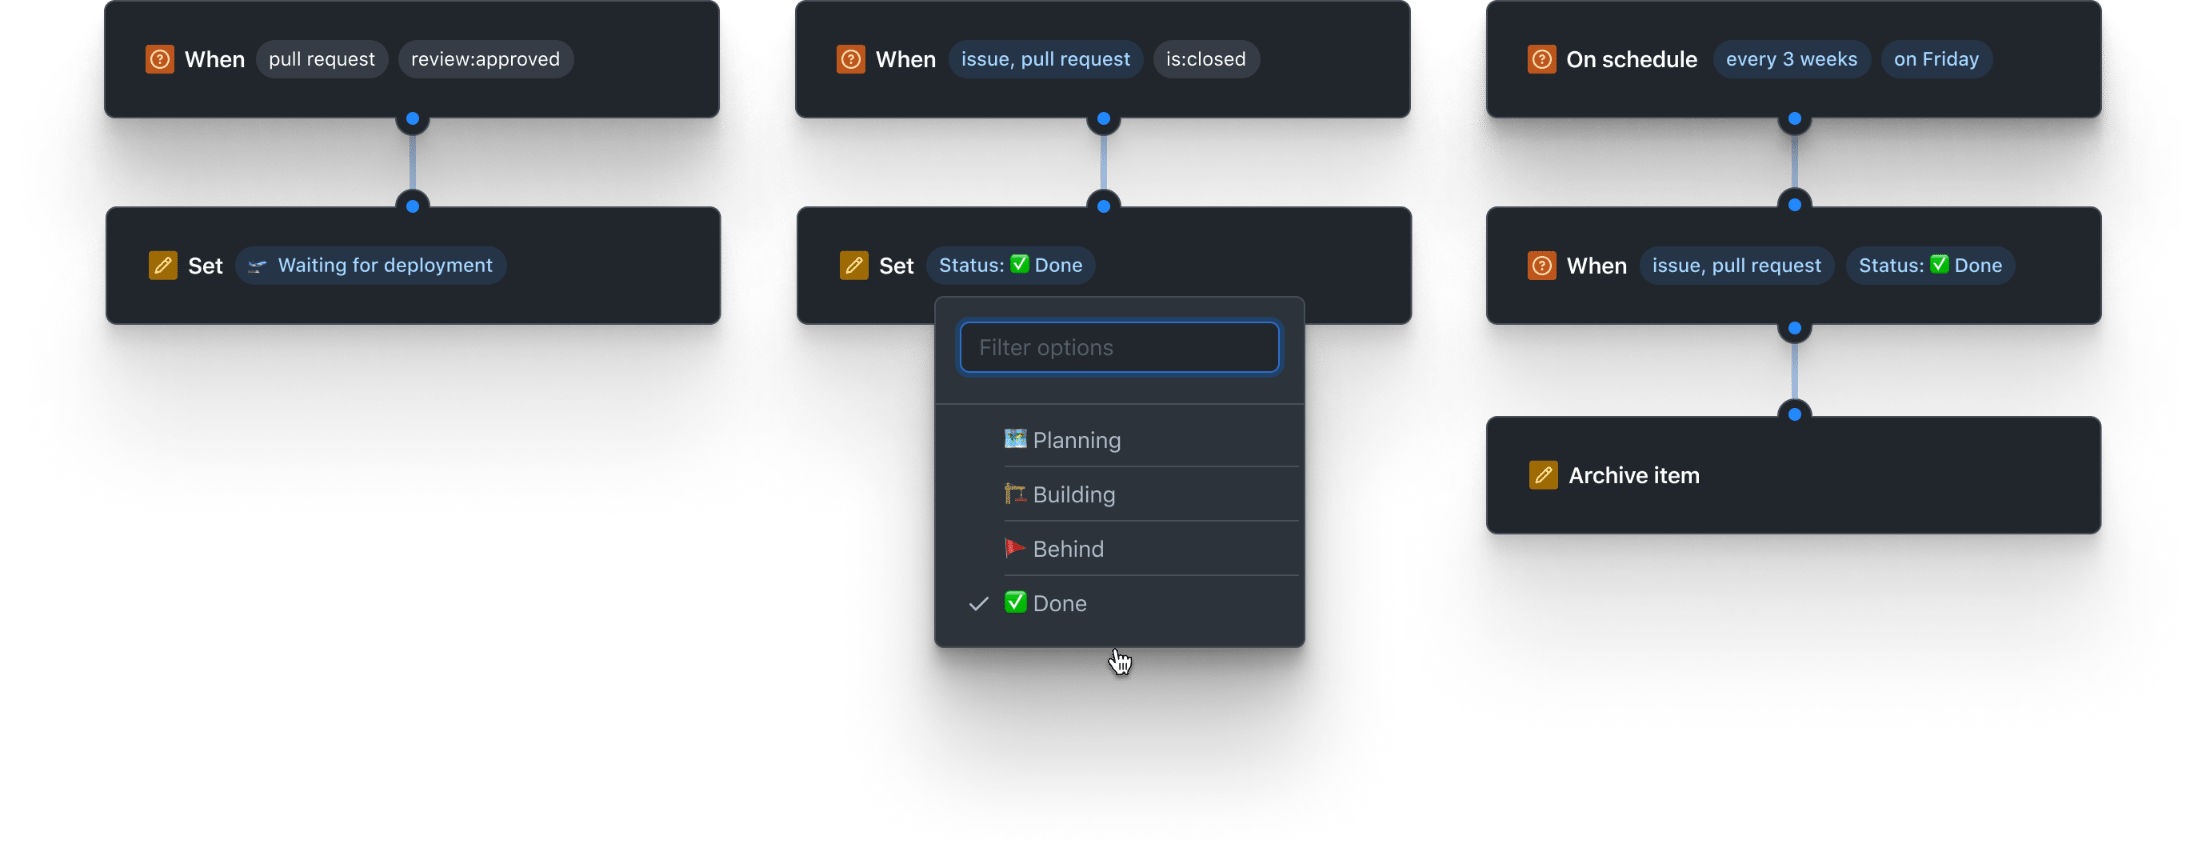 When pull request review:approved
Set Waiting for deployment
When issue, pull request is:closed
Set Status: ✅ Done
Filter options
Planning
Building
Behind
✅ Done
On schedule every 3 weeks on Friday
When issue, pull request Status: ✅ Done
Archive item